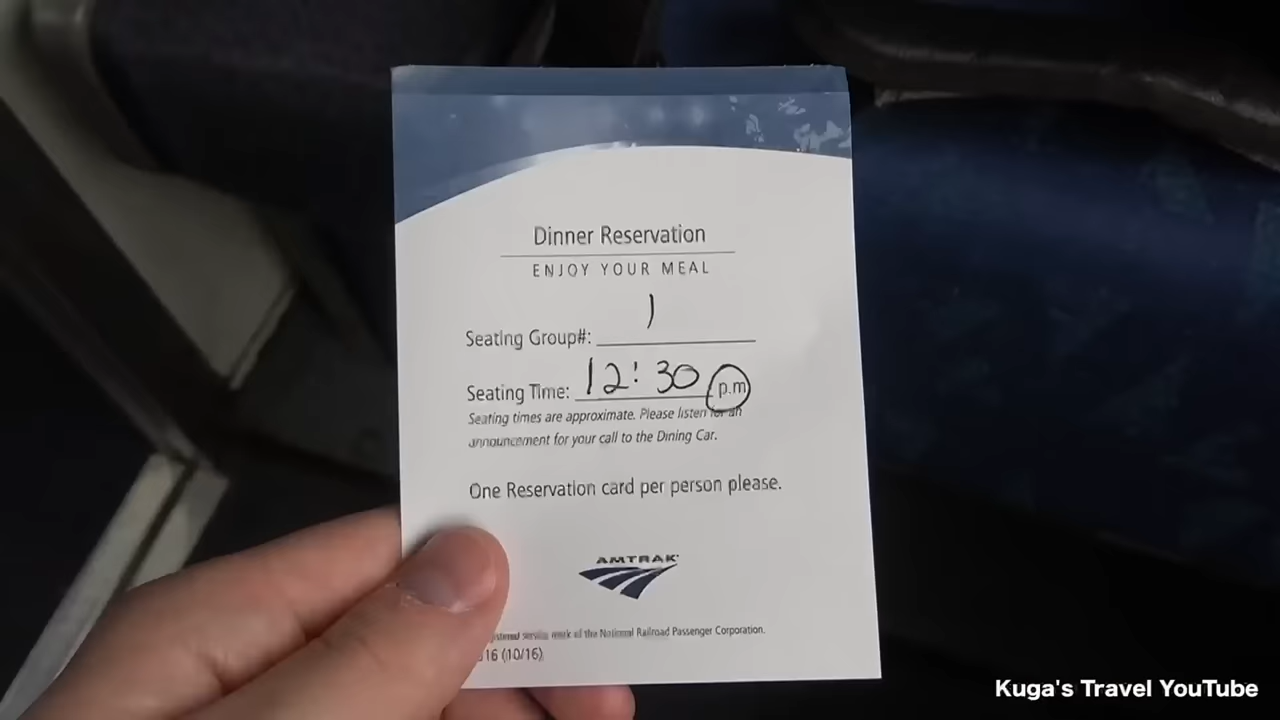 Dinner Reservation
ENJOY YOUR MEAL
Seating Group#: 1
Seating Time: 12:30 p.m
Seating times are approximate. Please listen for an
announcement for your call to the Dining Car.
One Reservation card per person please.
AMTRAK
service mark of the National Railroad Passenger Corporation.
16 (10/16)
Kuga's Travel YouTube